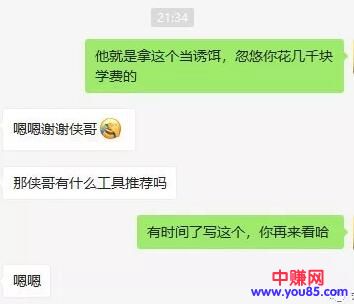 21:34
他就是拿这个当诱饵，忽悠你花几千块
学费的
嗯嗯谢谢侠哥
那侠哥有什么工具推荐吗
有时间了写这个，你再来看哈
嗯嗯
中赚网
www.you85.com